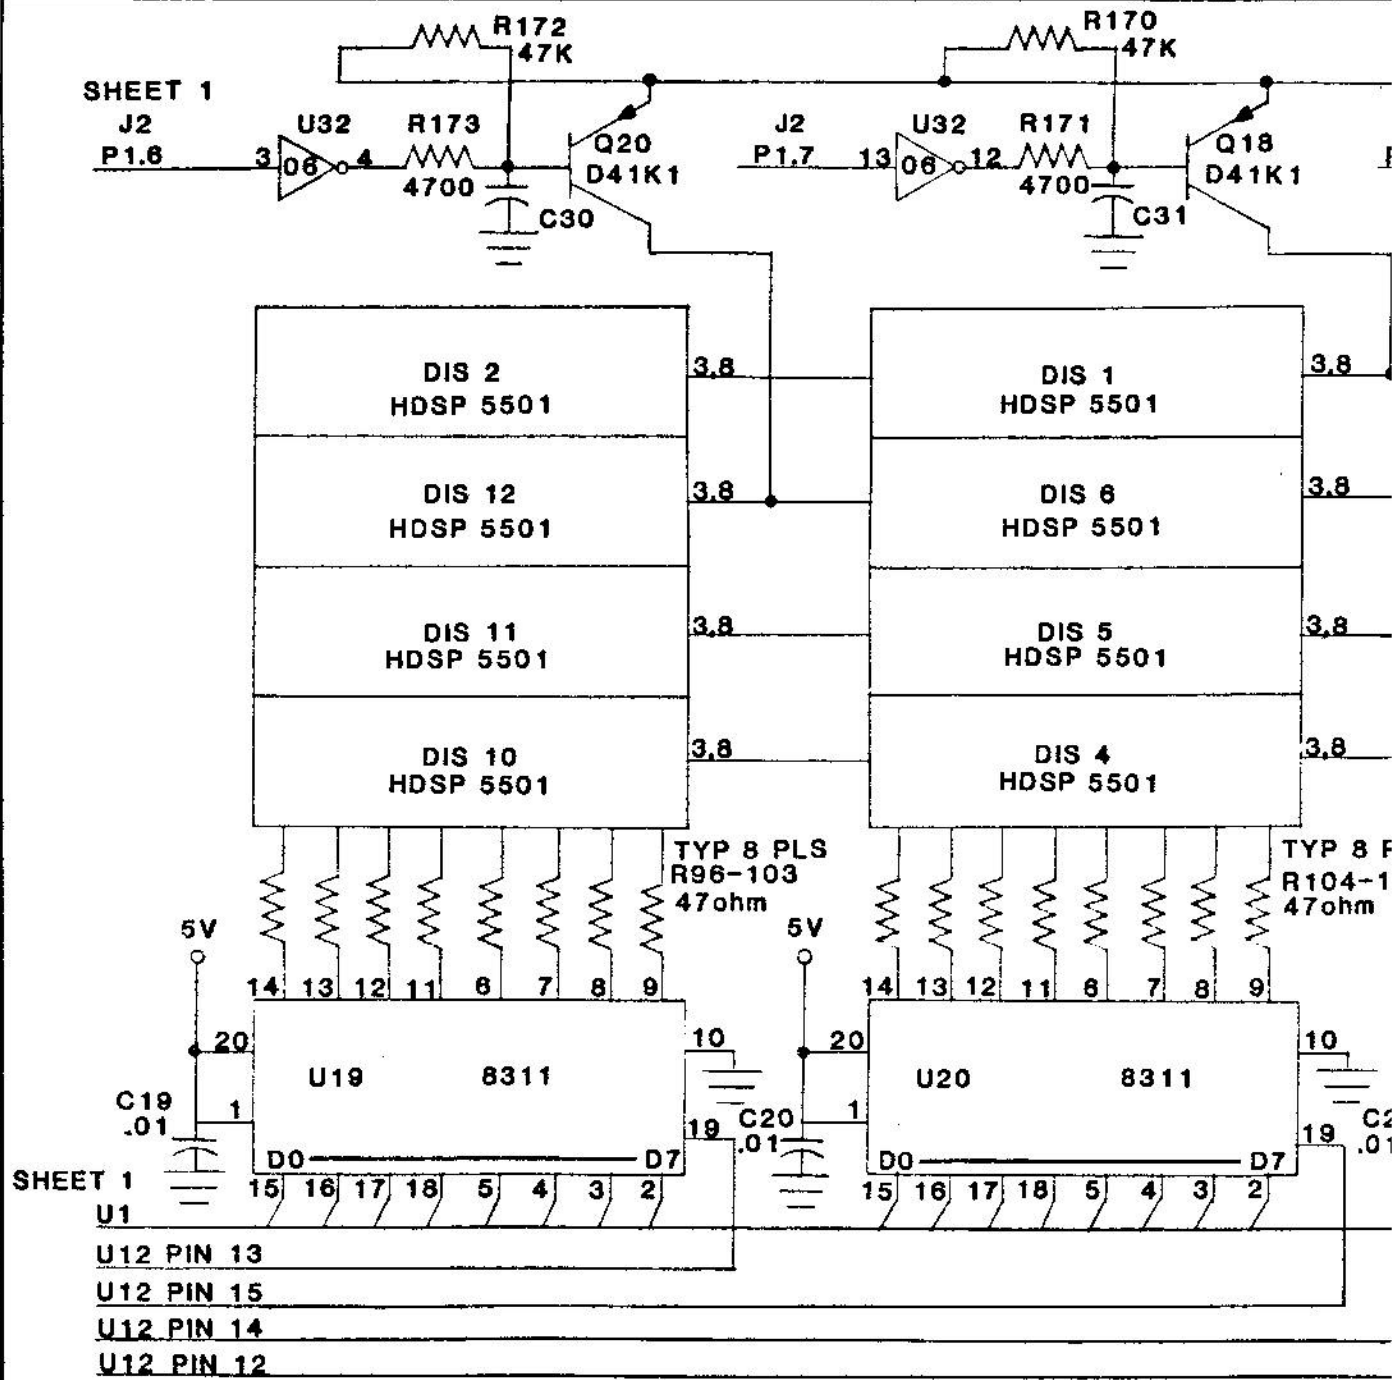 R172
47K
R170
47K
SHEET 1
J2
P1.6
3
U32
06
4
R173
4700
C30
Q20
D41K1
J2
P1.7
13
U32
06
12
R171
4700
C31
Q18
D41K1
DIS 2
HDSP 5501
3,8
DIS 1
HDSP 5501
3,8
DIS 12
HDSP 5501
3,8
DIS 6
HDSP 5501
3,8
DIS 11
HDSP 5501
3,8
DIS 5
HDSP 5501
3,8
DIS 10
HDSP 5501
3,8
DIS 4
HDSP 5501
3,8
TYP 8 PLS
R96-103
47ohm
TYP 8 P
R104-1
47ohm
5V
5V
14 13 12 11 6 7 8 9
14 13 12 11 6 7 8 9
20
U19 8311
10
20
U20 8311
10
C19
.01
1
19
C20
.01
1
19
C2
.01
D0 D7
D0 D7
SHEET 1
15 16 17 18 5 4 3 2
15 16 17 18 5 4 3 2
U1
U12 PIN 13
U12 PIN 15
U12 PIN 14
U12 PIN 12